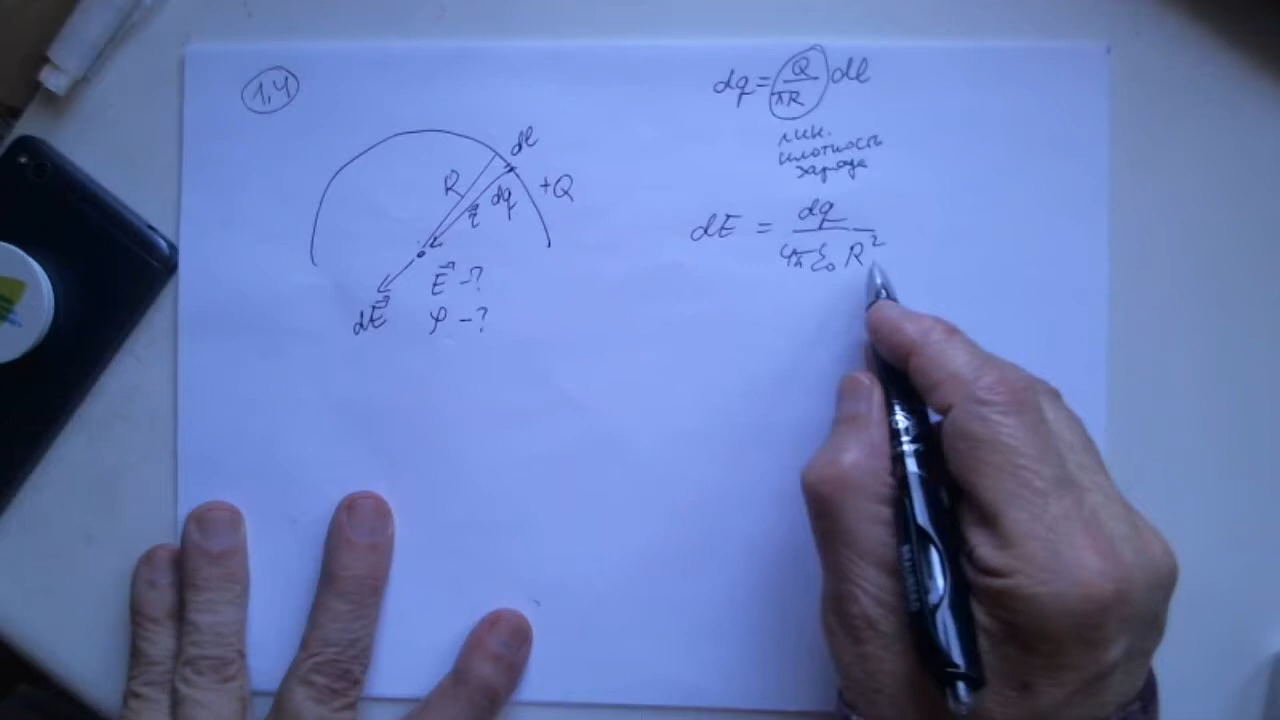 1.4
dl
R
dq
+Q
r⃗
E⃗ -?
dE⃗
φ -?
dq = Q/πR dl
лин.
плотность
заряда
dE = dq/4πε₀R²